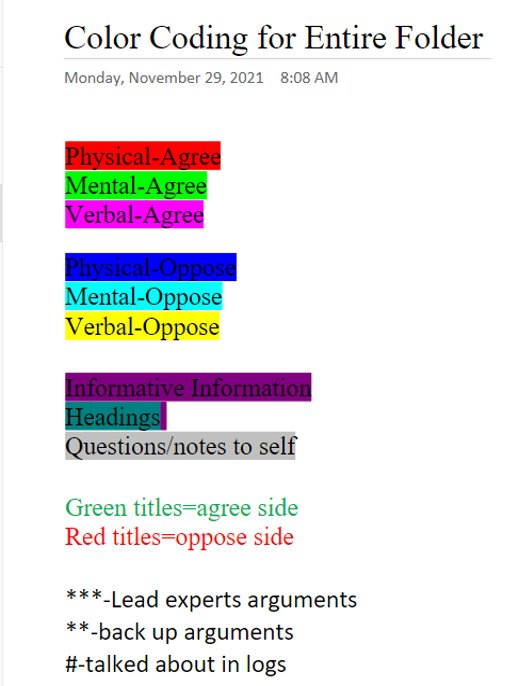 Color Coding for Entire Folder
Monday, November 29, 2021 8:08 AM
Physical-Agree
Mental-Agree
Verbal-Agree
Physical-Oppose
Mental-Oppose
Verbal-Oppose
Informative Information
Headings
Questions/notes to self
Green titles=agree side
Red titles=oppose side
***-Lead experts arguments
**-back up arguments
#-talked about in logs